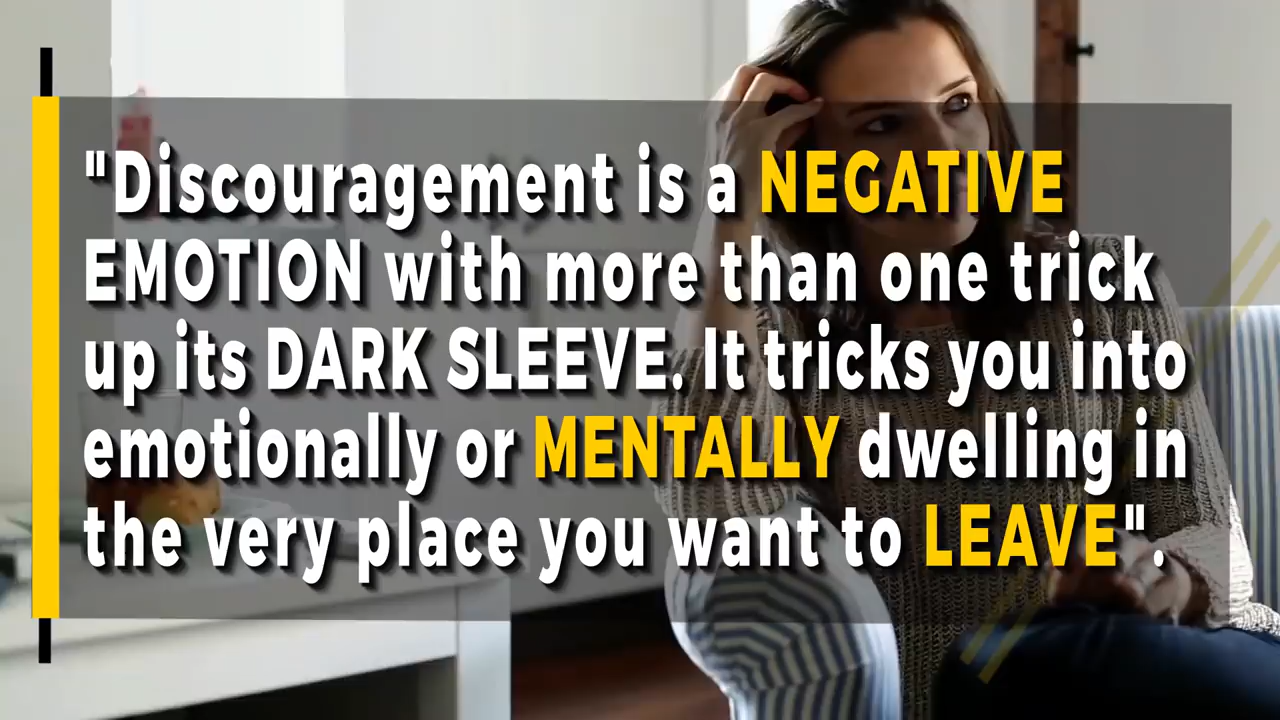 "Discouragement is a NEGATIVE
EMOTION with more than one trick
up its DARK SLEEVE. It tricks you into
emotionally or MENTALLY dwelling in
the very place you want to LEAVE".